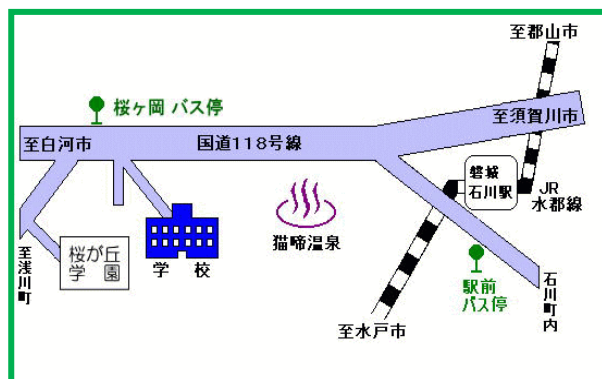 至郡山市
桜ヶ岡 バス停
至須賀川市
至白河市
国道118号線
磐城
石川駅
JR
水郡線
猫啼温泉
桜が丘
学園
学校
至浅川町
駅前
バス停
石川町内
至水戸市